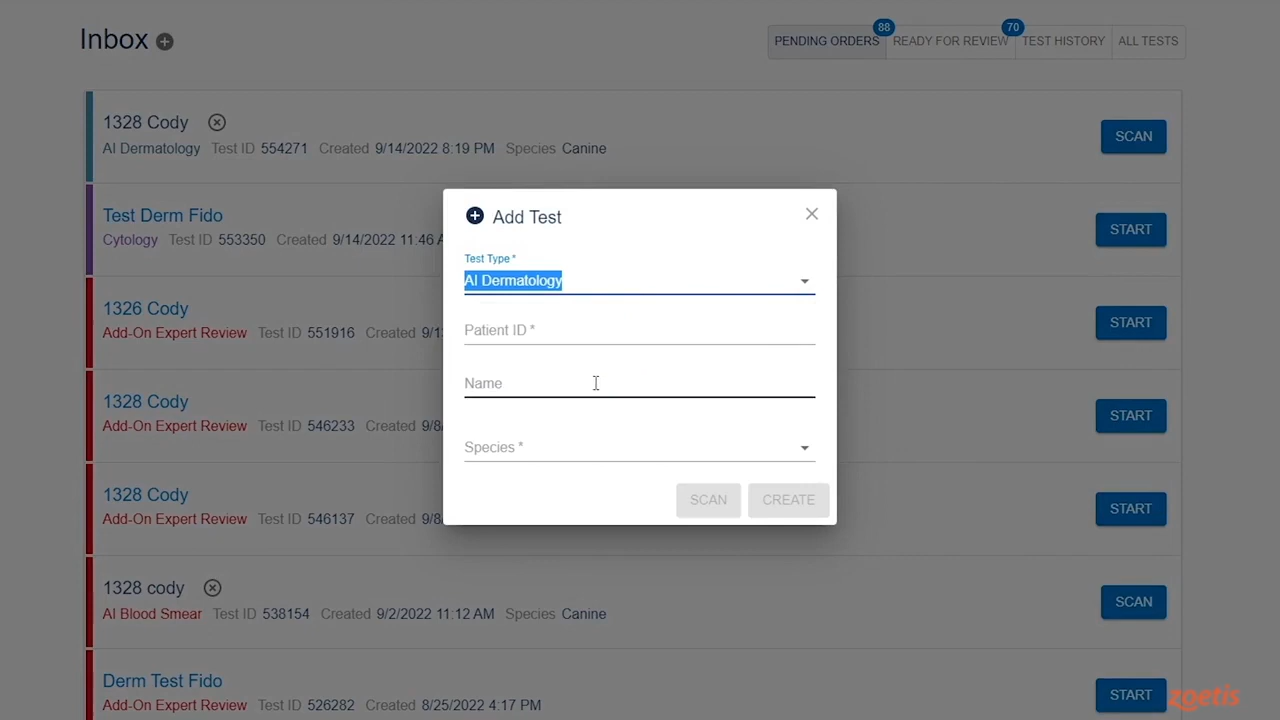 Inbox
88
70
PENDING ORDERS READY FOR REVIEW TEST HISTORY ALL TESTS
1328 Cody
AI Dermatology Test ID 554271 Created 9/14/2022 8:19 PM Species Canine
SCAN
Test Derm Fido
Cytology Test ID 553350 Created 9/14/2022 11:46
START
1326 Cody
Add-On Expert Review Test ID 551916 Created
START
1328 Cody
Add-On Expert Review Test ID 546233 Created 9/8
START
1328 Cody
Add-On Expert Review Test ID 546137 Created 9/8
START
1328 cody
AI Blood Smear Test ID 538154 Created 9/2/2022 11:12 AM Species Canine
SCAN
Derm Test Fido
Add-On Expert Review Test ID 526282 Created 8/25/2022 4:17 PM
START
Add Test
Test Type *
AI Dermatology
Patient ID *
Name
Species *
SCAN CREATE
zoetis